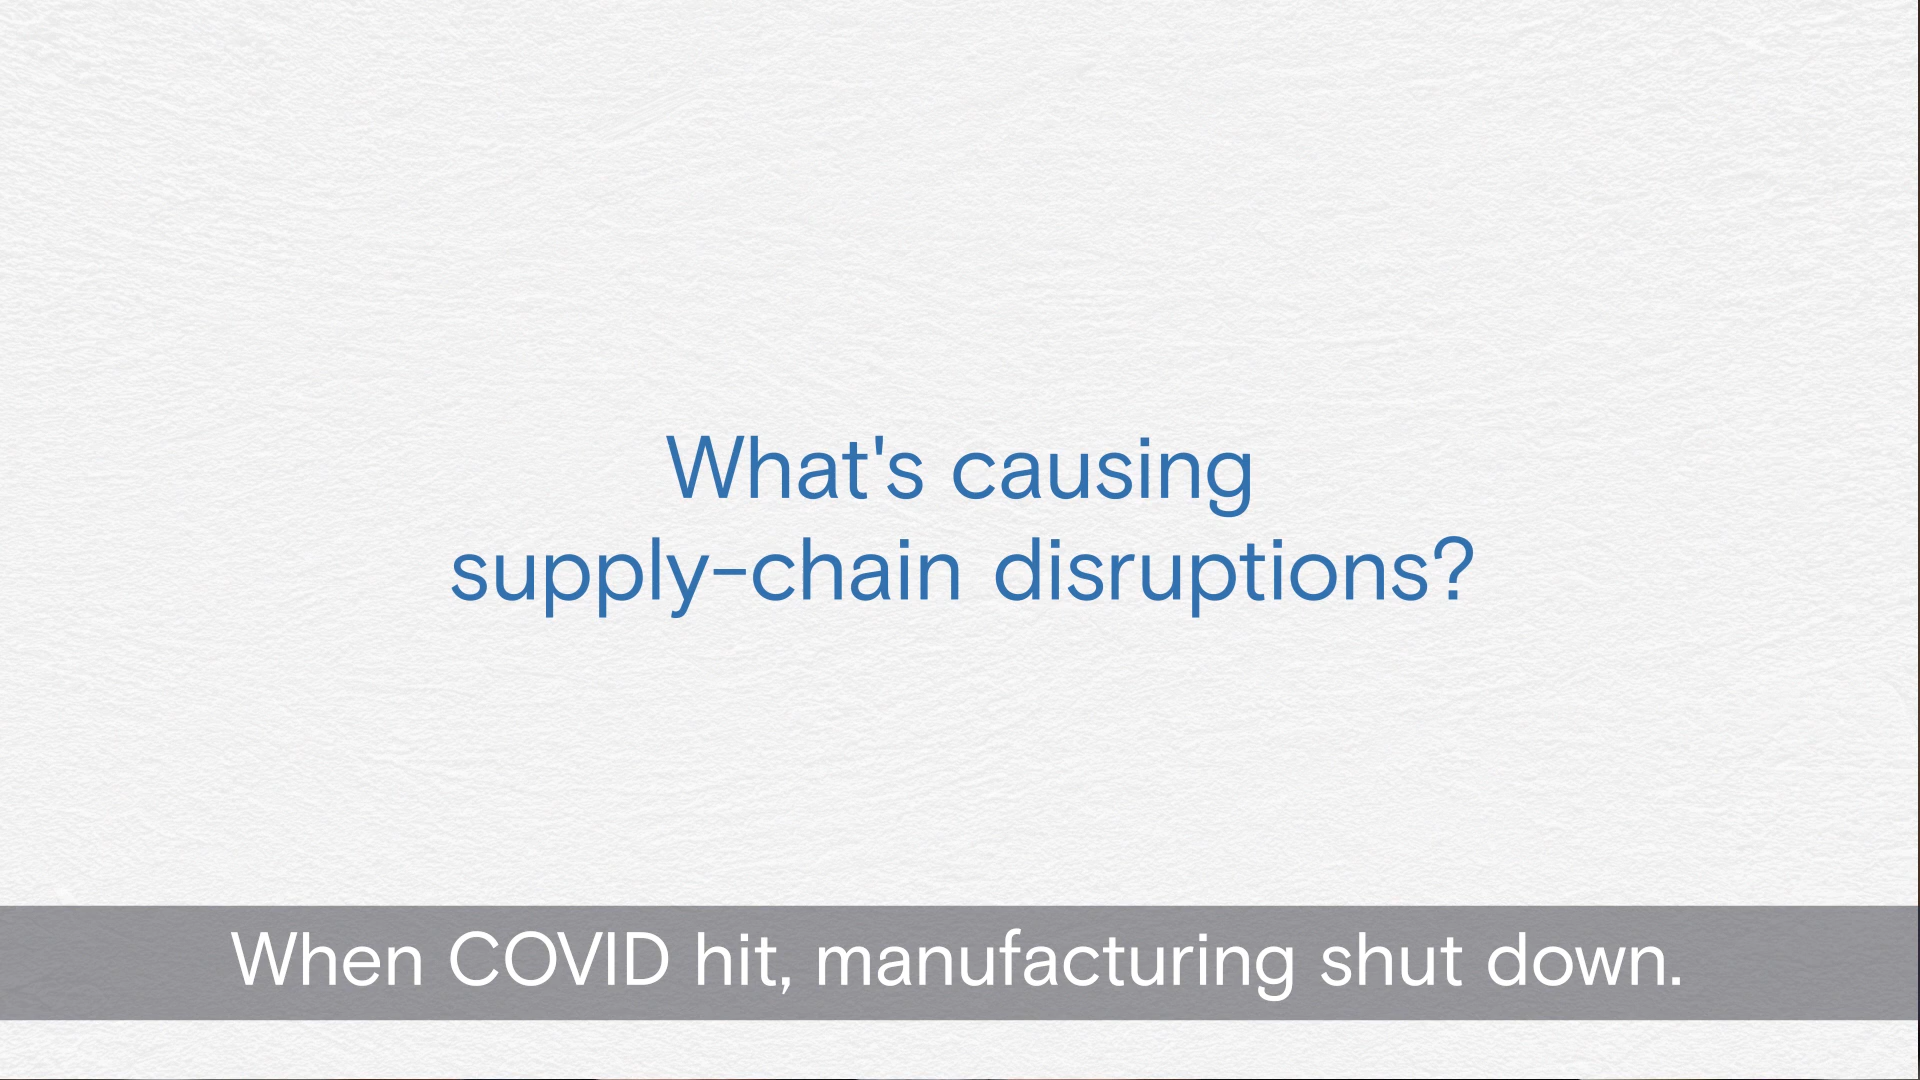 What's causing
supply-chain disruptions?
When COVID hit, manufacturing shut down.